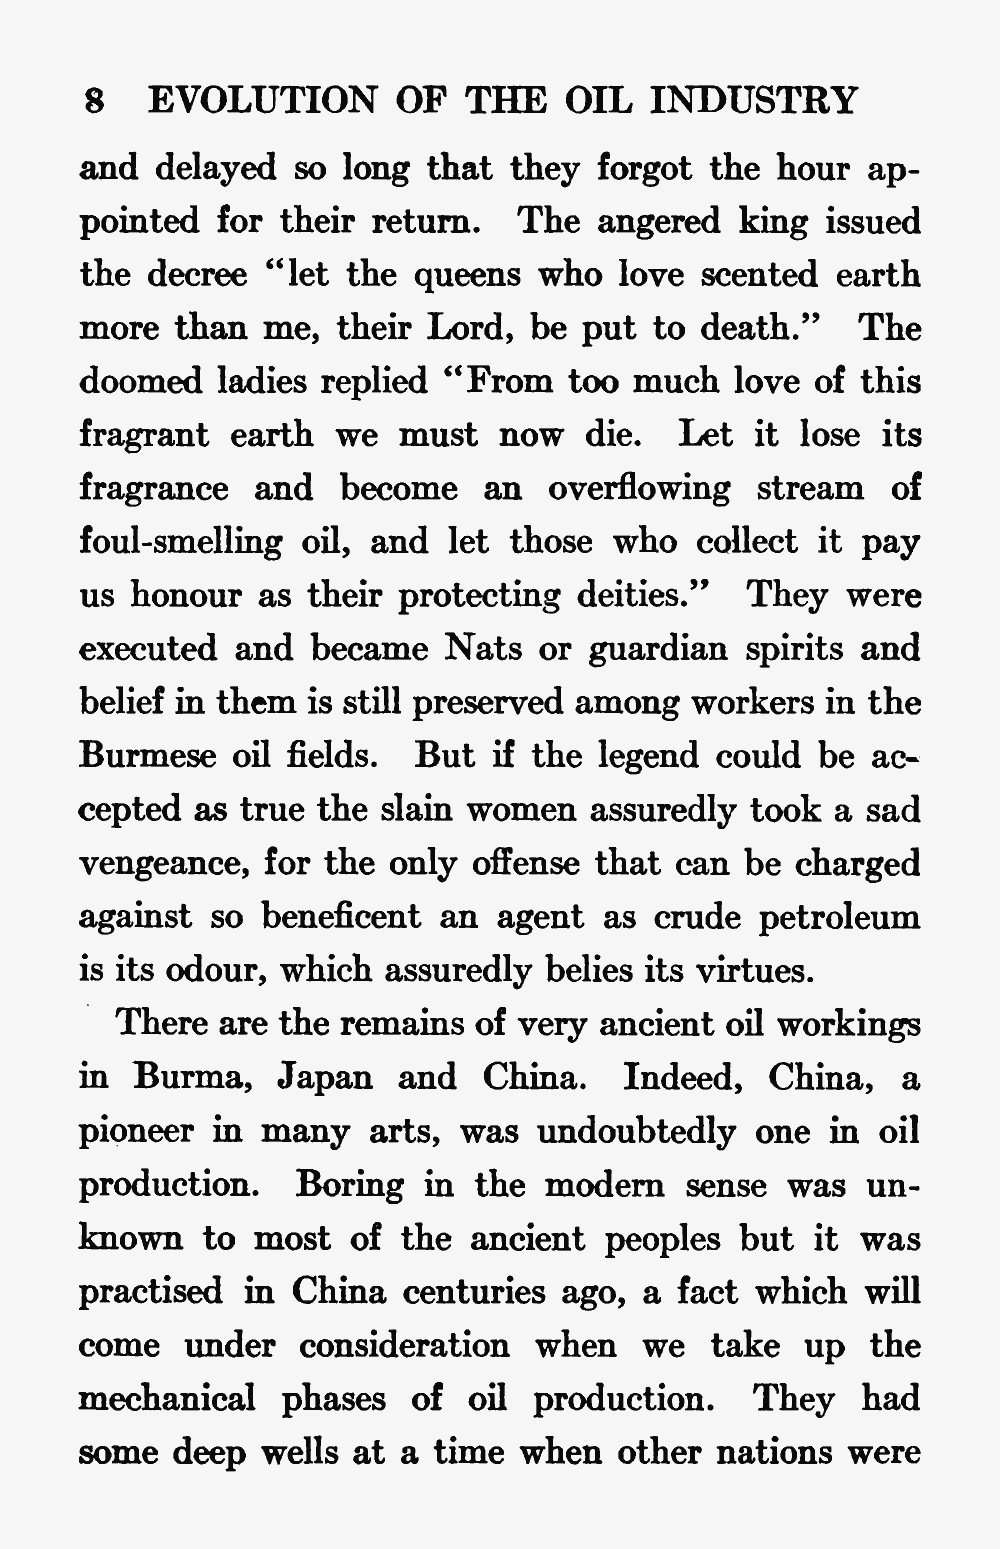 8 EVOLUTION OF THE OIL INDUSTRY
and delayed so long that they forgot the hour ap-
pointed for their return. The angered king issued
the decree “let the queens who love scented earth
more than me, their Lord, be put to death.” The
doomed ladies replied “From too much love of this
fragrant earth we must now die. Let it lose its
fragrance and become an overflowing stream of
foul-smelling oil, and let those who collect it pay
us honour as their protecting deities.” They were
executed and became Nats or guardian spirits and
belief in them is still preserved among workers in the
Burmese oil fields. But if the legend could be ac-
cepted as true the slain women assuredly took a sad
vengeance, for the only offense that can be charged
against so beneficent an agent as crude petroleum
is its odour, which assuredly belies its virtues.
There are the remains of very ancient oil workings
in Burma, Japan and China. Indeed, China, a
pioneer in many arts, was undoubtedly one in oil
production. Boring in the modern sense was un-
known to most of the ancient peoples but it was
practised in China centuries ago, a fact which will
come under consideration when we take up the
mechanical phases of oil production. They had
some deep wells at a time when other nations were